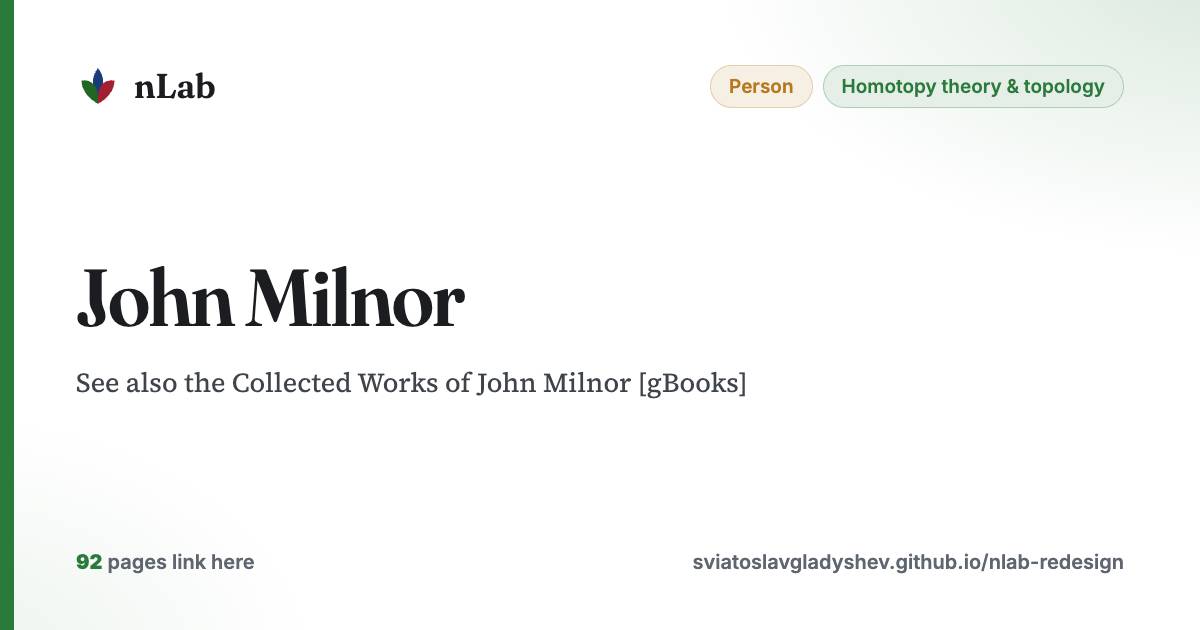 nLab
Person
Homotopy theory & topology
John Milnor
See also the Collected Works of John Milnor [gBooks]
92 pages link here
sviatoslavgladyshev.github.io/nlab-redesign